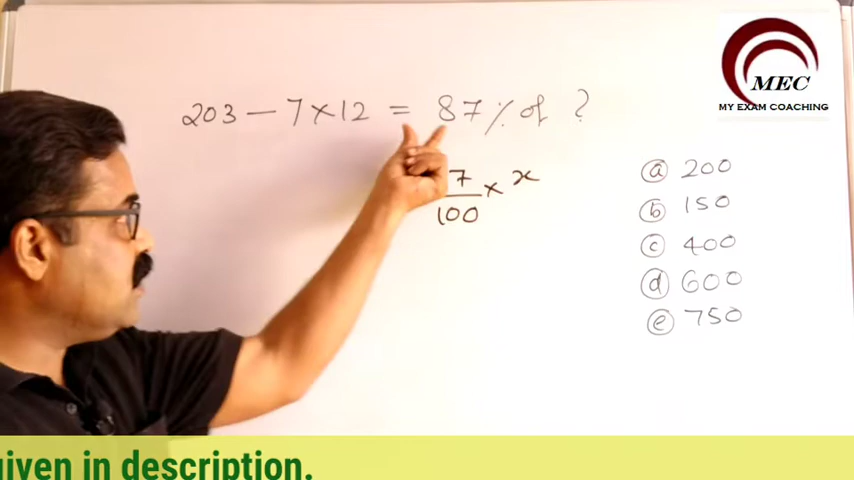 MEC
MY EXAM COACHING
203 - 7 × 12 = 87% of ?
7/100 × x
(a) 200
(b) 150
(c) 400
(d) 600
(e) 750
given in description.